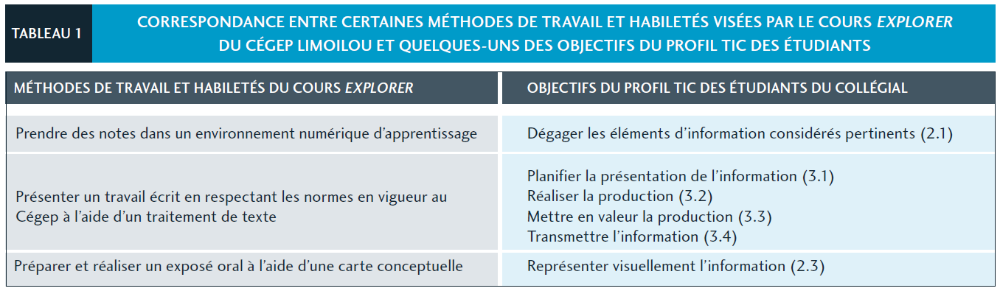 TABLEAU 1
CORRESPONDANCE ENTRE CERTAINES MÉTHODES DE TRAVAIL ET HABILETÉS VISÉES PAR LE COURS EXPLORER
DU CÉGEP LIMOILOU ET QUELQUES-UNS DES OBJECTIFS DU PROFIL TIC DES ÉTUDIANTS
MÉTHODES DE TRAVAIL ET HABILETÉS DU COURS EXPLORER
OBJECTIFS DU PROFIL TIC DES ÉTUDIANTS DU COLLÉGIAL
Prendre des notes dans un environnement numérique d'apprentissage
Dégager les éléments d'information considérés pertinents (2.1)
Présenter un travail écrit en respectant les normes en vigueur au
Cégep à l'aide d'un traitement de texte
Planifier la présentation de l'information (3.1)
Réaliser la production (3.2)
Mettre en valeur la production (3.3)
Transmettre l'information (3.4)
Préparer et réaliser un exposé oral à l'aide d'une carte conceptuelle
Représenter visuellement l'information (2.3)